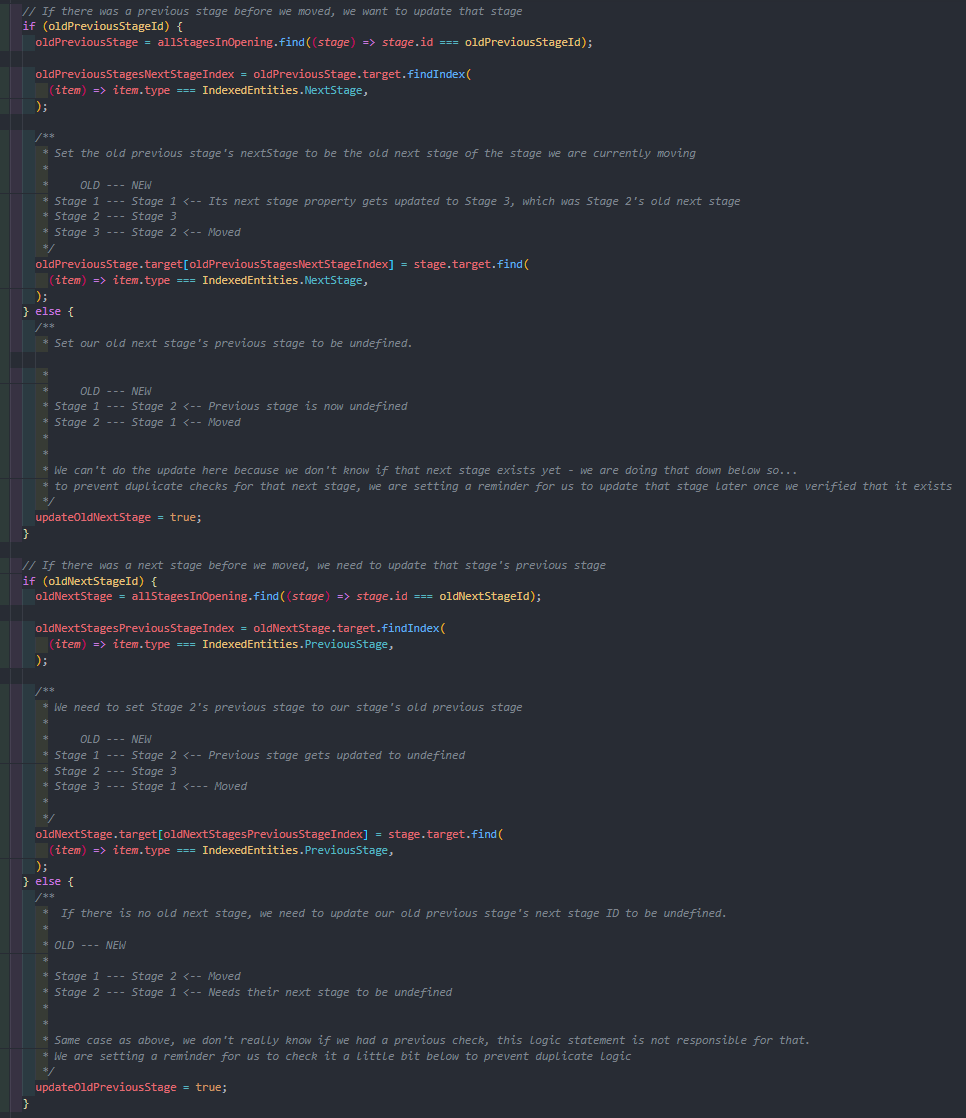 // If there was a previous stage before we moved, we want to update that stage
if (oldPreviousStageId) {
oldPreviousStage = allStagesInOpening.find((stage) => stage.id === oldPreviousStageId);
oldPreviousStagesNextStageIndex = oldPreviousStage.target.findIndex(
(item) => item.type === IndexedEntities.NextStage,
);
/**
* Set the old previous stage's nextStage to be the old next stage of the stage we are currently moving
*
*     OLD --- NEW
* Stage 1 --- Stage 1 <-- Its next stage property gets updated to Stage 3, which was Stage 2's old next stage
* Stage 2 --- Stage 3
* Stage 3 --- Stage 2 <-- Moved
*/
oldPreviousStage.target[oldPreviousStagesNextStageIndex] = stage.target.find(
(item) => item.type === IndexedEntities.NextStage,
);
} else {
/**
* Set our old next stage's previous stage to be undefined.
*
*     OLD --- NEW
* Stage 1 --- Stage 2 <-- Previous stage is now undefined
* Stage 2 --- Stage 1 <-- Moved
*
*
* We can't do the update here because we don't know if that next stage exists yet - we are doing that down below so...
* to prevent duplicate checks for that next stage, we are setting a reminder for us to update that stage later once we verified that it exists
*/
updateOldNextStage = true;
}
// If there was a next stage before we moved, we need to update that stage's previous stage
if (oldNextStageId) {
oldNextStage = allStagesInOpening.find((stage) => stage.id === oldNextStageId);
oldNextStagesPreviousStageIndex = oldNextStage.target.findIndex(
(item) => item.type === IndexedEntities.PreviousStage,
);
/**
* We need to set Stage 2's previous stage to our stage's old previous stage
*
*     OLD --- NEW
* Stage 1 --- Stage 2 <-- Previous stage gets updated to undefined
* Stage 2 --- Stage 3
* Stage 3 --- Stage 1 <--- Moved
*
*/
oldNextStage.target[oldNextStagesPreviousStageIndex] = stage.target.find(
(item) => item.type === IndexedEntities.PreviousStage,
);
} else {
/**
*  If there is no old next stage, we need to update our old previous stage's next stage ID to be undefined.
*
* OLD --- NEW
*
* Stage 1 --- Stage 2 <-- Moved
* Stage 2 --- Stage 1 <-- Needs their next stage to be undefined
*
*
* Same case as above, we don't really know if we had a previous check, this logic statement is not responsible for that.
* We are setting a reminder for us to check it a little bit below to prevent duplicate logic
*/
updateOldPreviousStage = true;
}